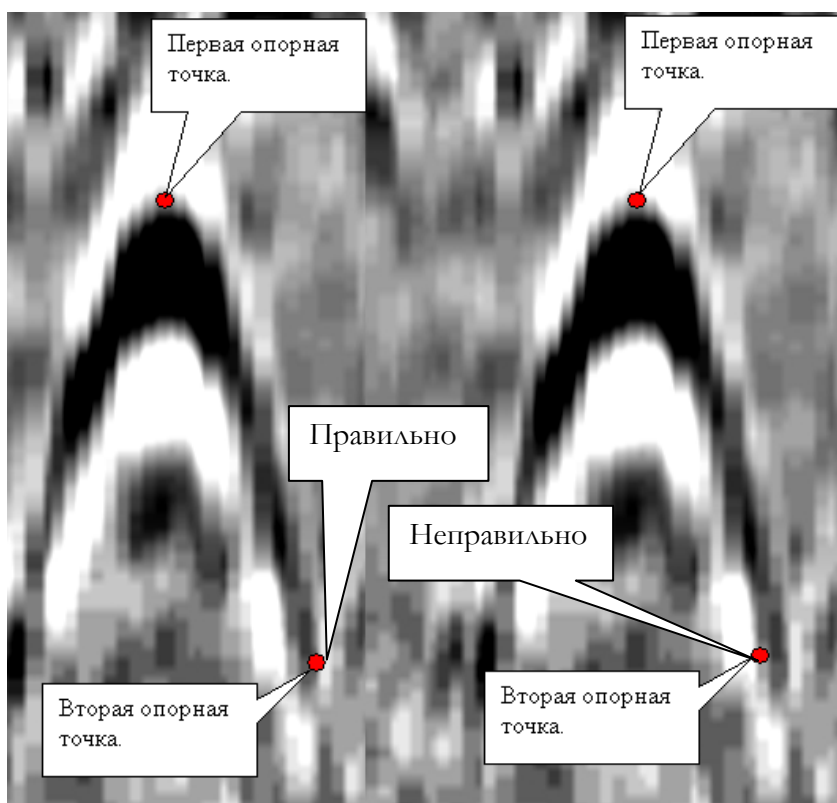 Первая опорная
точка.
Первая опорная
точка.
Правильно
Неправильно
Вторая опорная
точка.
Вторая опорная
точка.